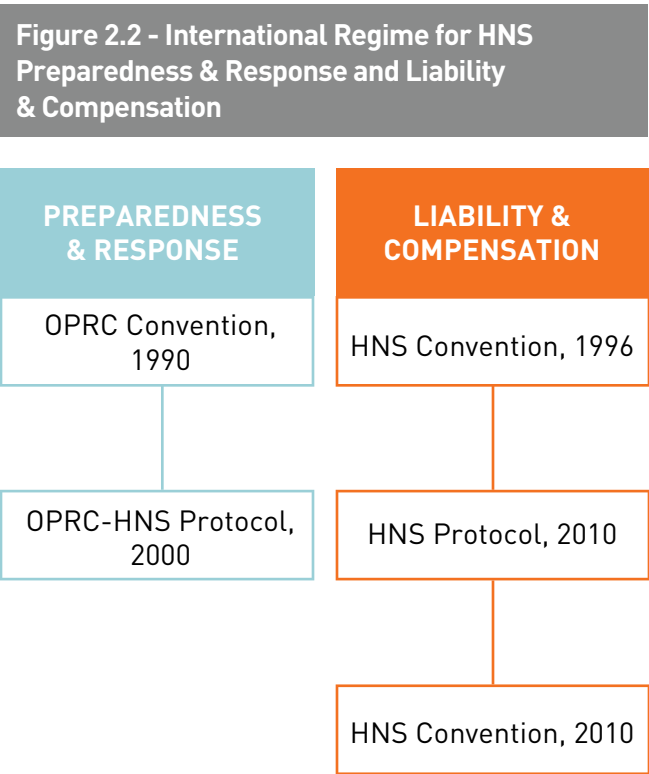 Figure 2.2 - International Regime for HNS
Preparedness & Response and Liability
& Compensation
PREPAREDNESS
& RESPONSE
OPRC Convention,
1990
OPRC-HNS Protocol,
2000
LIABILITY &
COMPENSATION
HNS Convention, 1996
HNS Protocol, 2010
HNS Convention, 2010